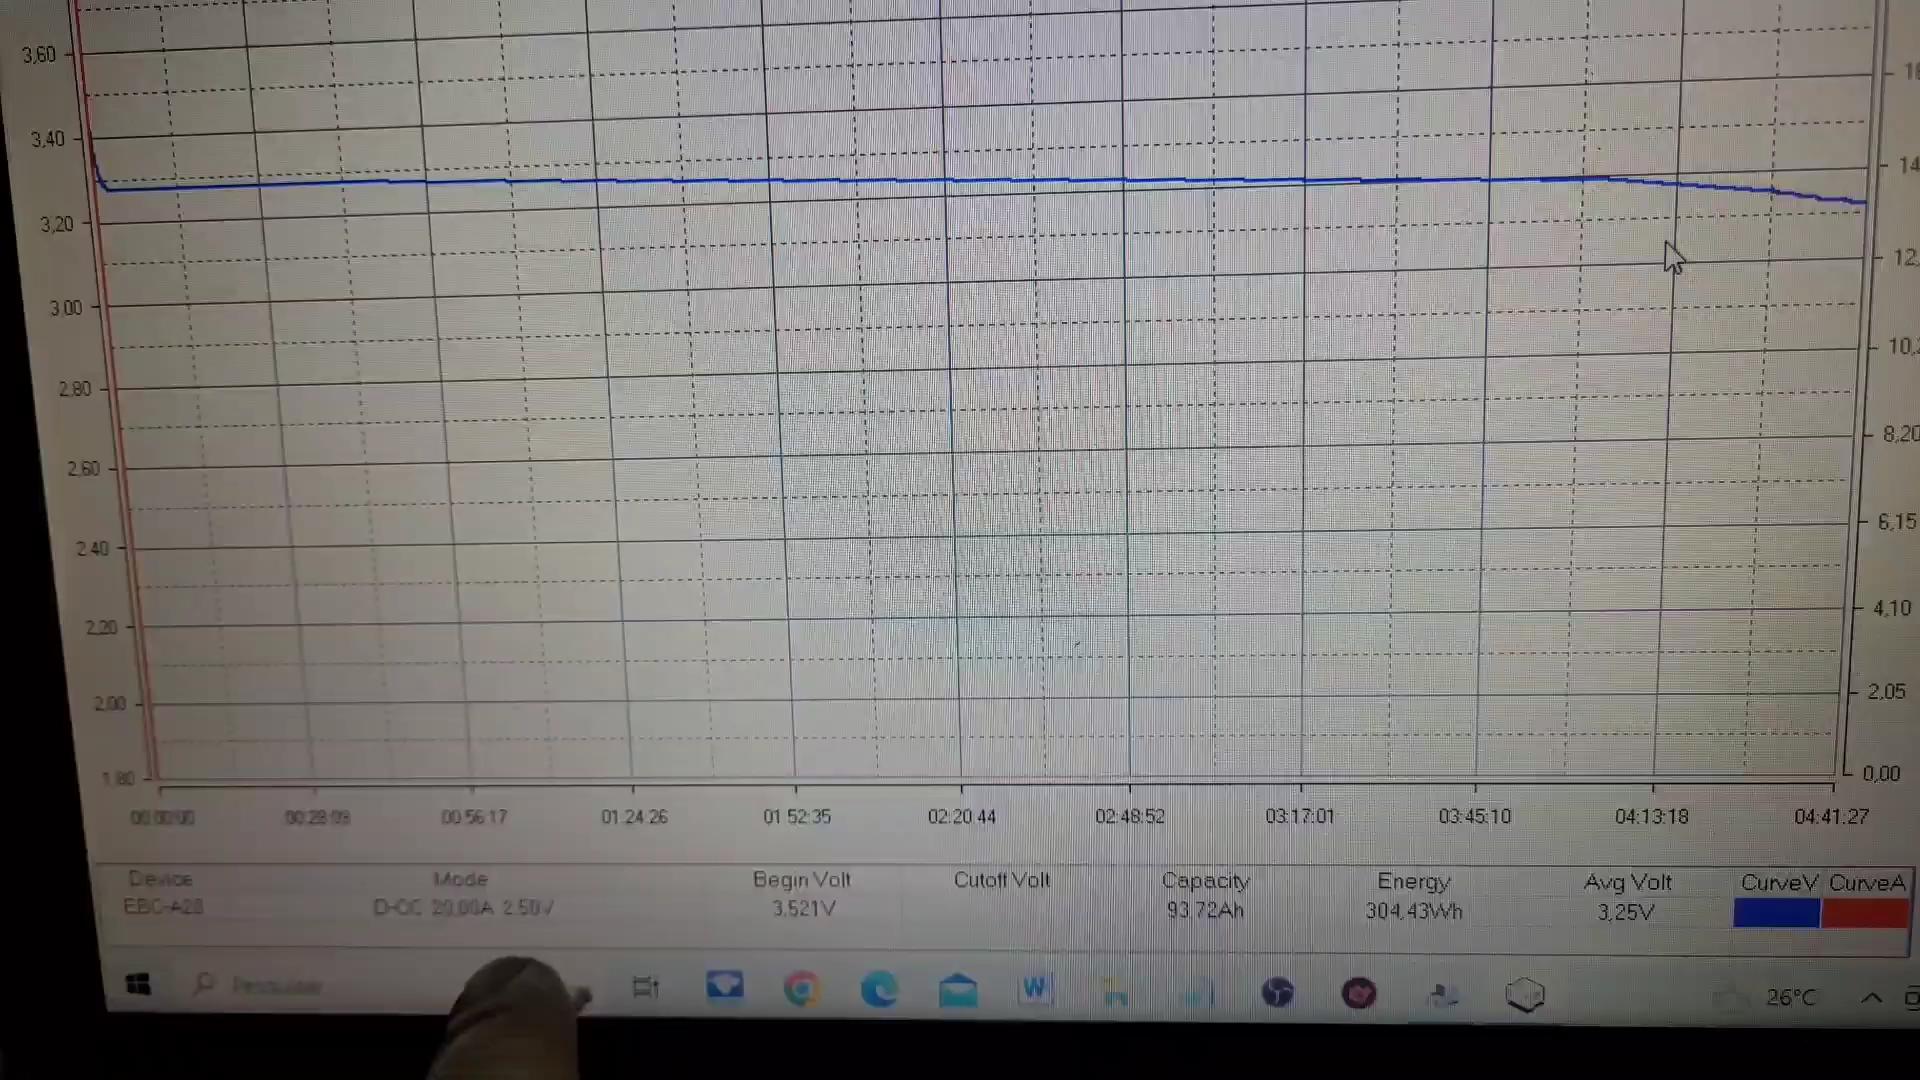 3,60
3,40
3,20
3,00
2,80
2,60
2,40
2,20
2,00
1,80
14
12,
8,20
6,15
4,10
2,05
0,00
00:00:00 00:28:09 00:56:17 01:24:26 01:52:35 02:20:44 02:48:52 03:17:01 03:45:10 04:13:18 04:41:27
Device Mode Begin Volt Cutoff Volt Capacity Energy Avg Volt CurveV CurveA
EBC-A20 D-CC 20.00A 2.50V 3,521V 93,72Ah 304,43Wh 3,25V
Pesquisar
W
26°C